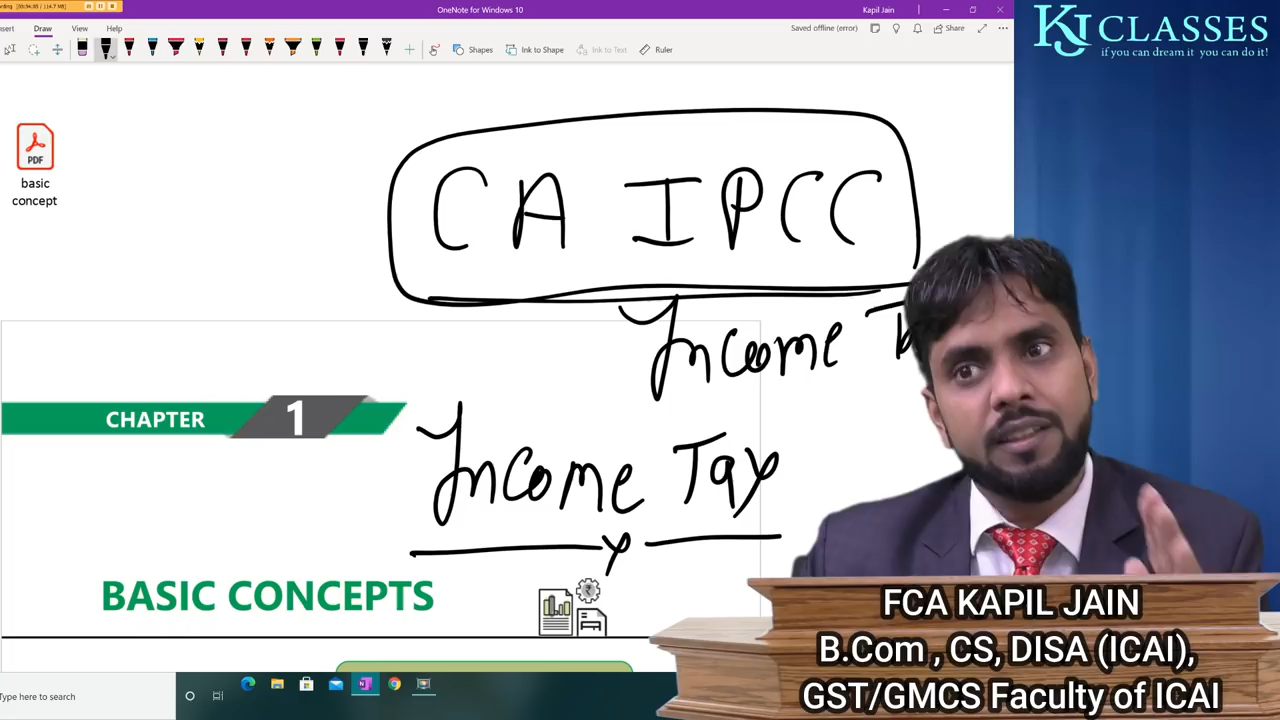 OneNote for Windows 10
Kapil Jain
KJ CLASSES
if you can dream it you can do it!
Draw View Help
Saved offline (error)
Share
Shapes Ink to Shape Ink to Text Ruler
PDF
basic
concept
CA IPCC
Income
CHAPTER 1
Income Tax
BASIC CONCEPTS
FCA KAPIL JAIN
B.Com , CS, DISA (ICAI),
GST/GMCS Faculty of ICAI
Type here to search